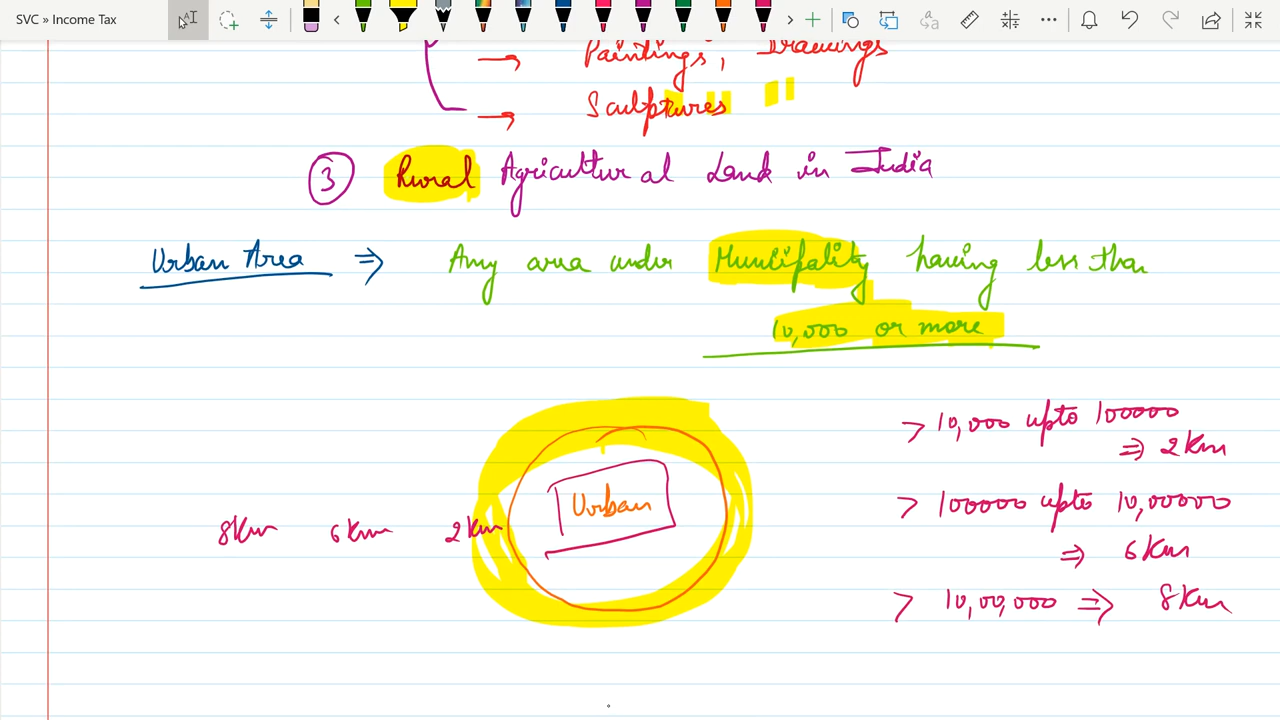 SVC » Income Tax
→ Paintings, Drawings
→ Sculptures " "
③ Rural Agricultural Land in India
Urban Area ⇒ Any area under Muncipality having less than
10,000 or more
> 10,000 upto 100000
⇒ 2km
Urban
> 100000 upto 10,00000
8km 6km 2km
⇒ 6km
> 10,00,000 ⇒ 8km